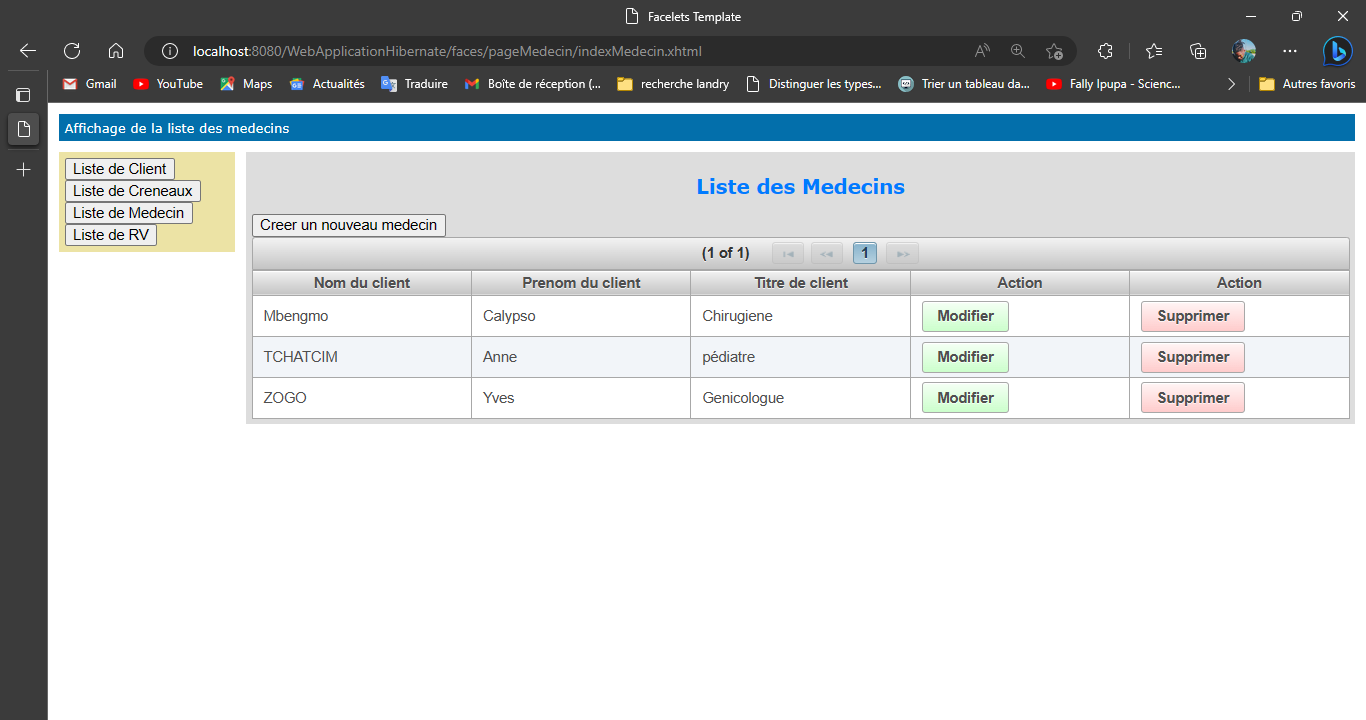 Facelets Template
localhost:8080/WebApplicationHibernate/faces/pageMedecin/indexMedecin.xhtml
Gmail YouTube Maps Actualités Traduire Boîte de réception (... recherche landry Distinguer les types... Trier un tableau da... Fally Ipupa - Scienc... Autres favoris
Affichage de la liste des medecins
Liste de Client
Liste de Creneaux
Liste de Medecin
Liste de RV
Liste des Medecins
Creer un nouveau medecin
(1 of 1) 1
Nom du client Prenom du client Titre de client Action Action
Mbengmo Calypso Chirugiene Modifier Supprimer
TCHATCIM Anne pédiatre Modifier Supprimer
ZOGO Yves Genicologue Modifier Supprimer